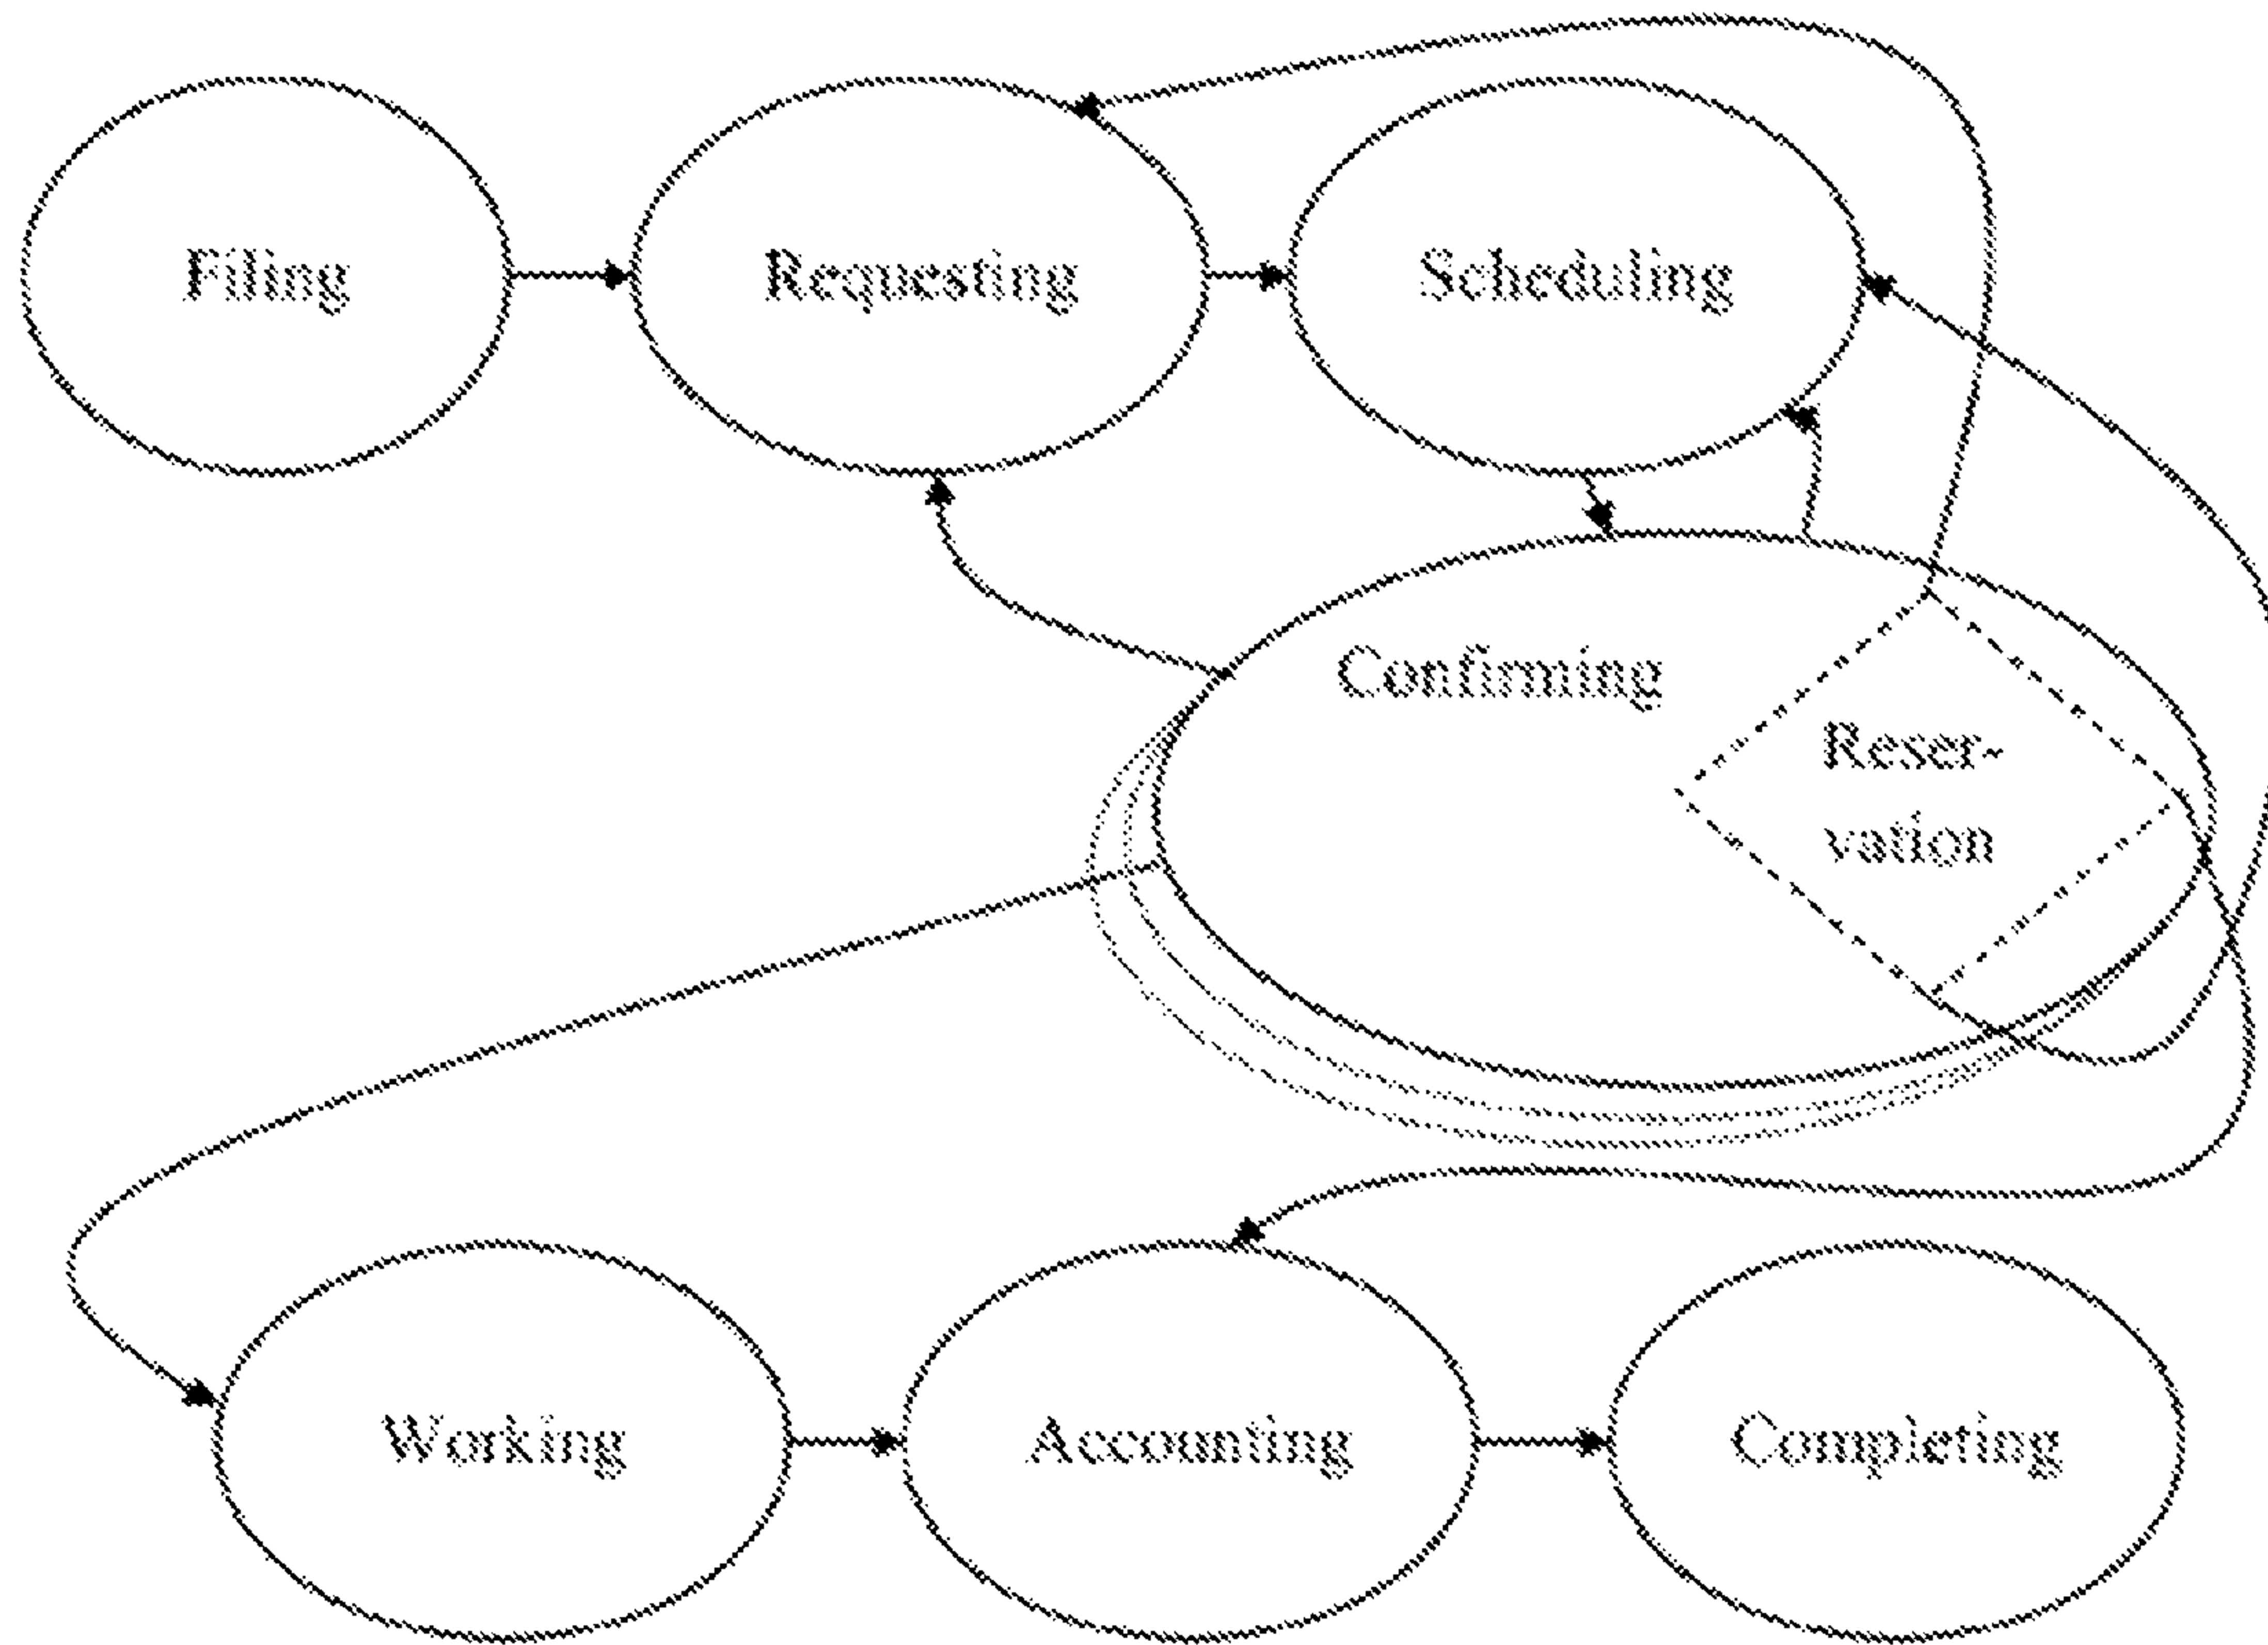 Filing
Requesting
Scheduling
Confirming
Reser-
vation
Working
Accounting
Completing